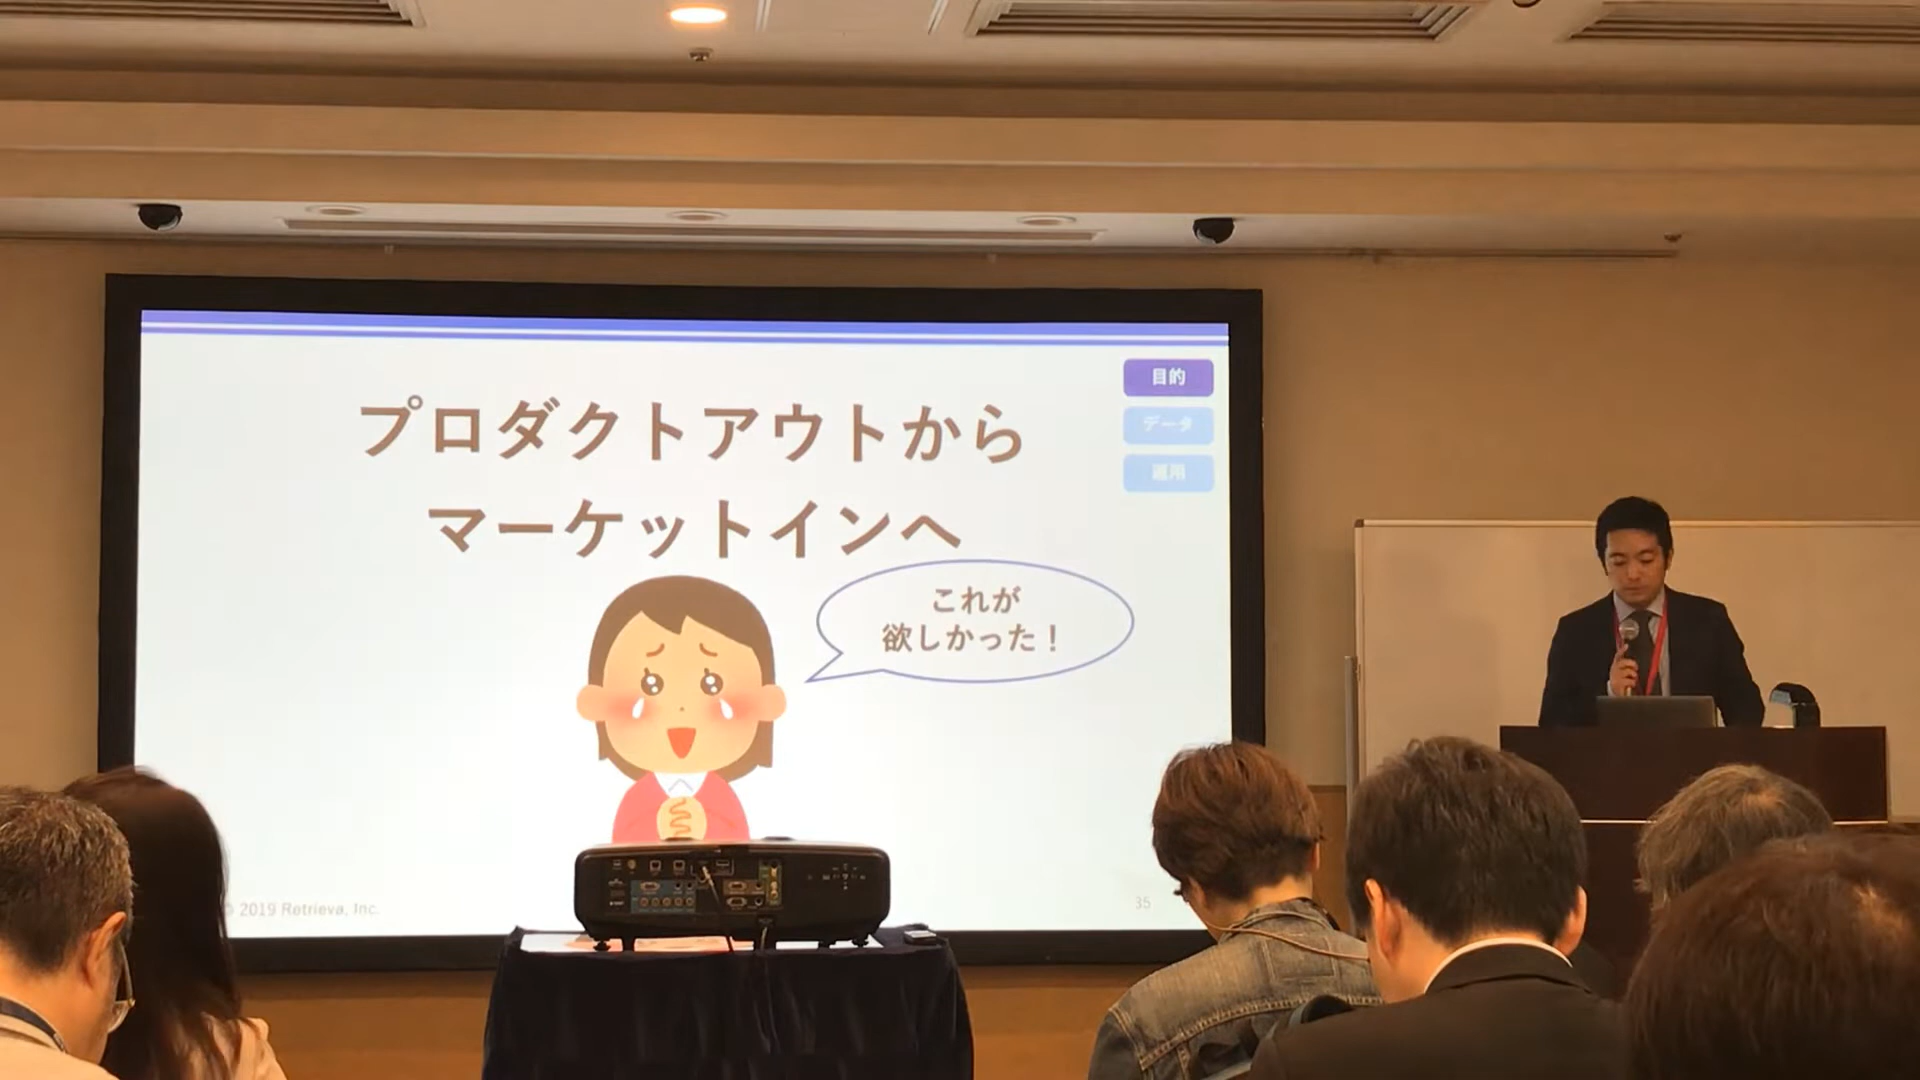 プロダクトアウトから
マーケットインへ
目的
データ
適用
これが
欲しかった！
© 2019 Retrieva, Inc.
35